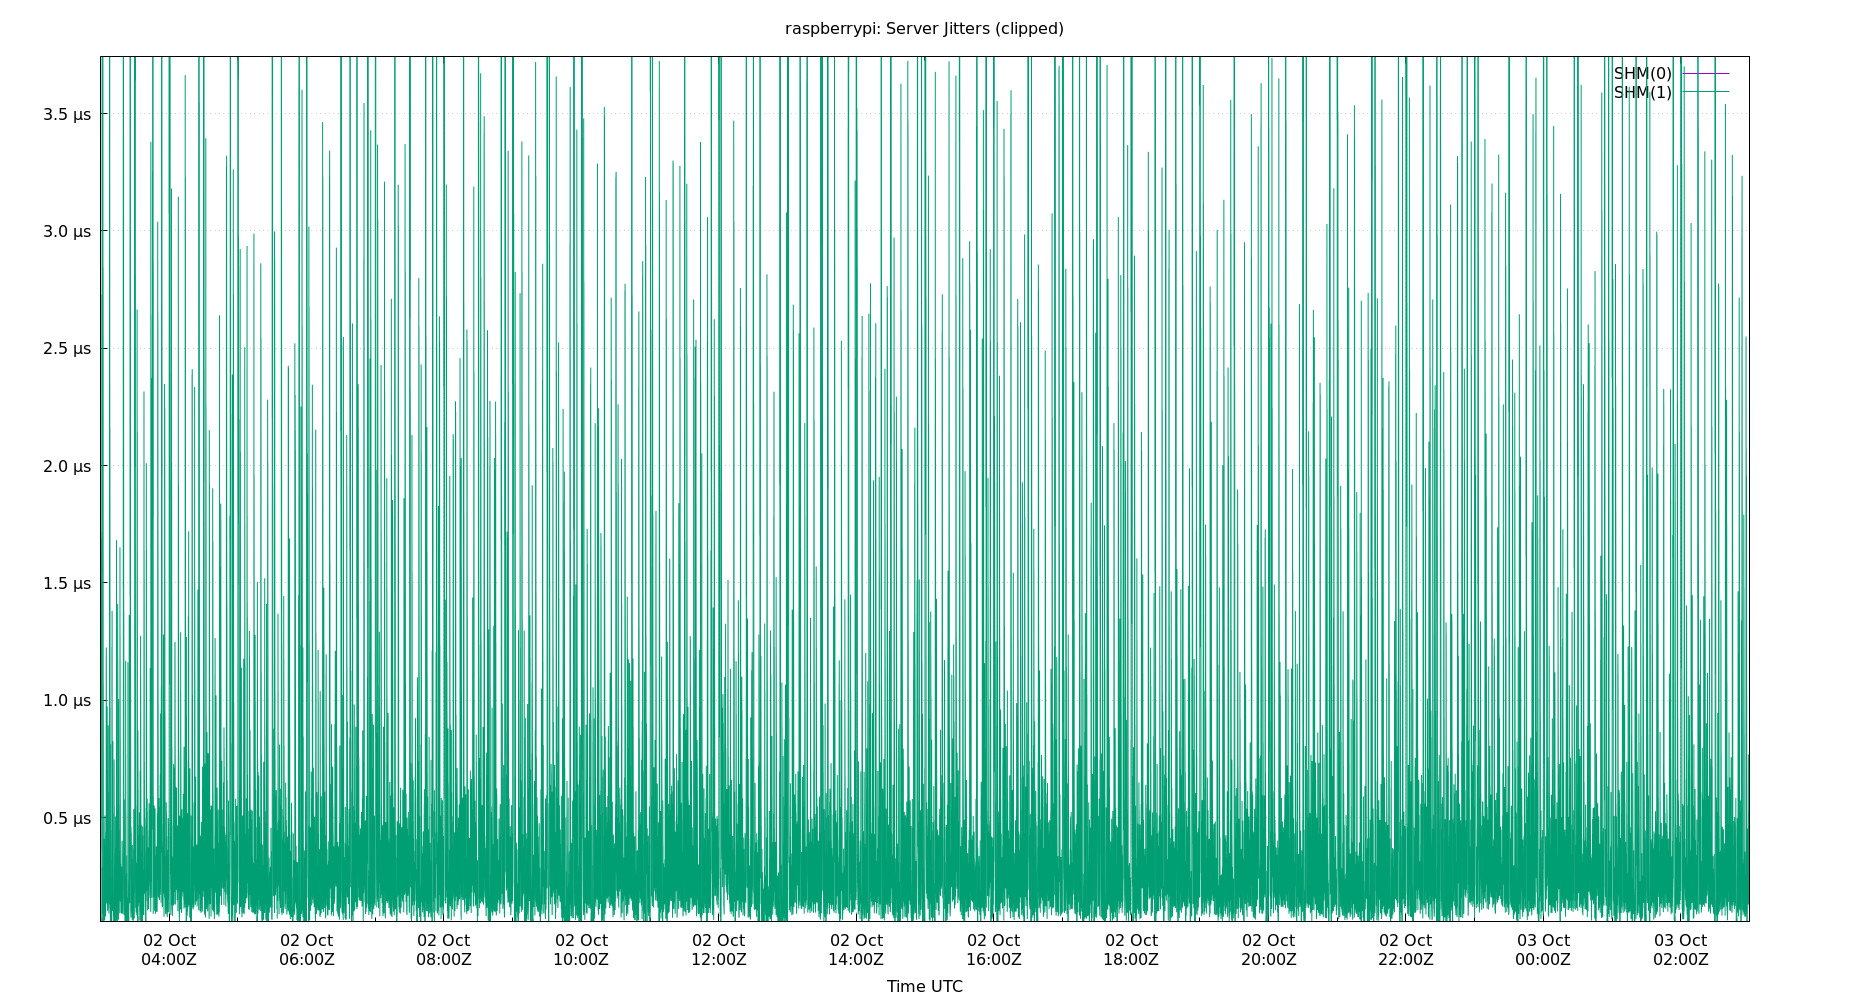 raspberrypi: Server Jitters (clipped)
SHM(0)
SHM(1)
3.5 µs
3.0 µs
2.5 µs
2.0 µs
1.5 µs
1.0 µs
0.5 µs
02 Oct 02 Oct 02 Oct 02 Oct 02 Oct 02 Oct 02 Oct 02 Oct 02 Oct 02 Oct 03 Oct 03 Oct
04:00Z 06:00Z 08:00Z 10:00Z 12:00Z 14:00Z 16:00Z 18:00Z 20:00Z 22:00Z 00:00Z 02:00Z
Time UTC